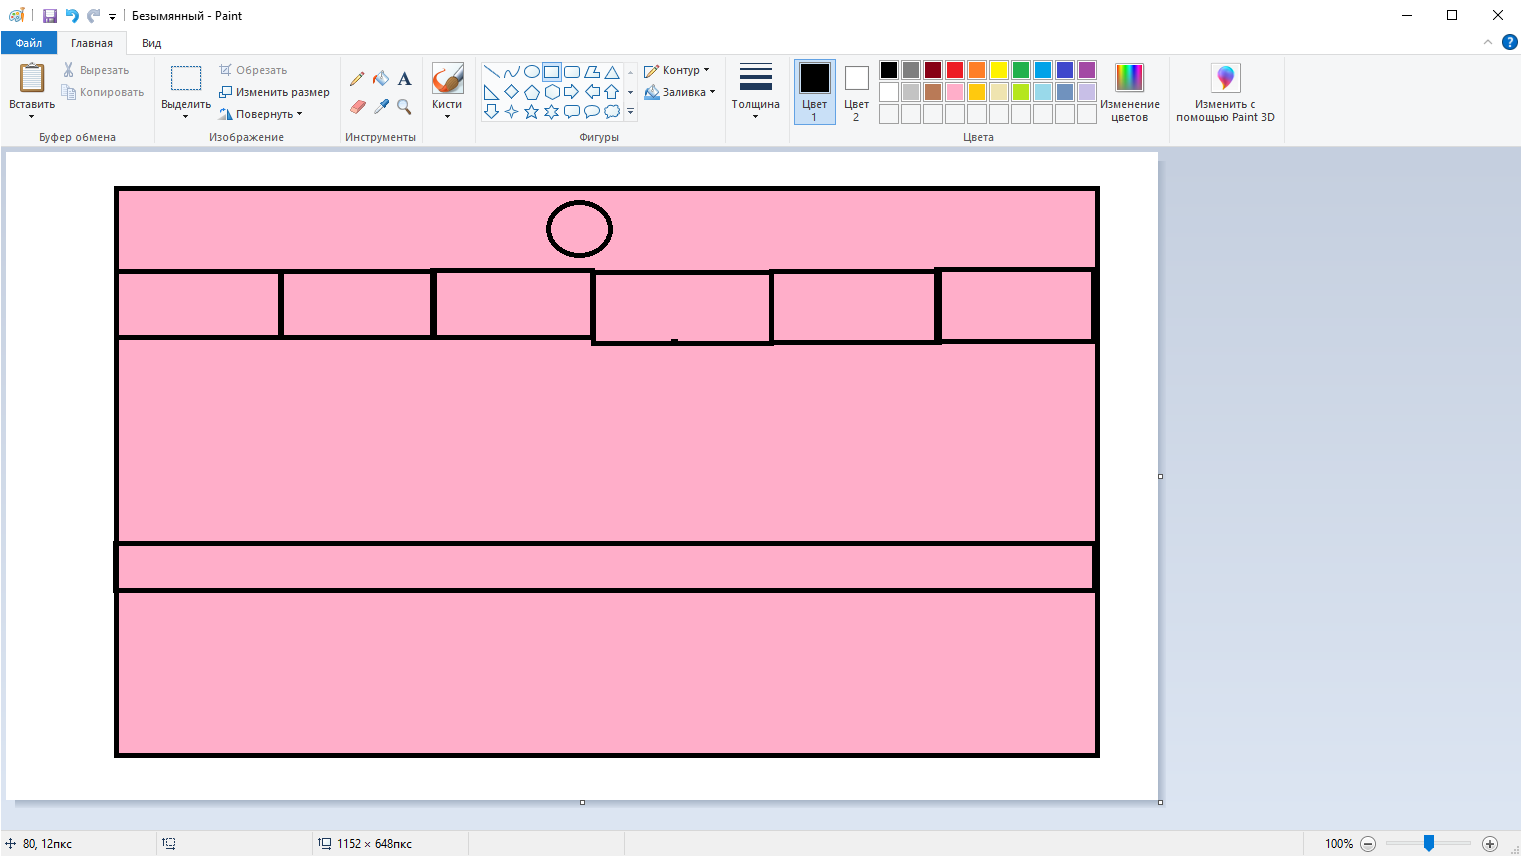 Безымянный - Paint
Файл Главная Вид
Вставить
Вырезать
Копировать
Буфер обмена
Выделить
Обрезать
Изменить размер
Повернуть
Изображение
A
Инструменты
Кисти
Контур
Заливка
Фигуры
Толщина
Цвет 1
Цвет 2
Изменение цветов
Цвета
Изменить с помощью Paint 3D
80, 12пкс
1152 × 648пкс
100%